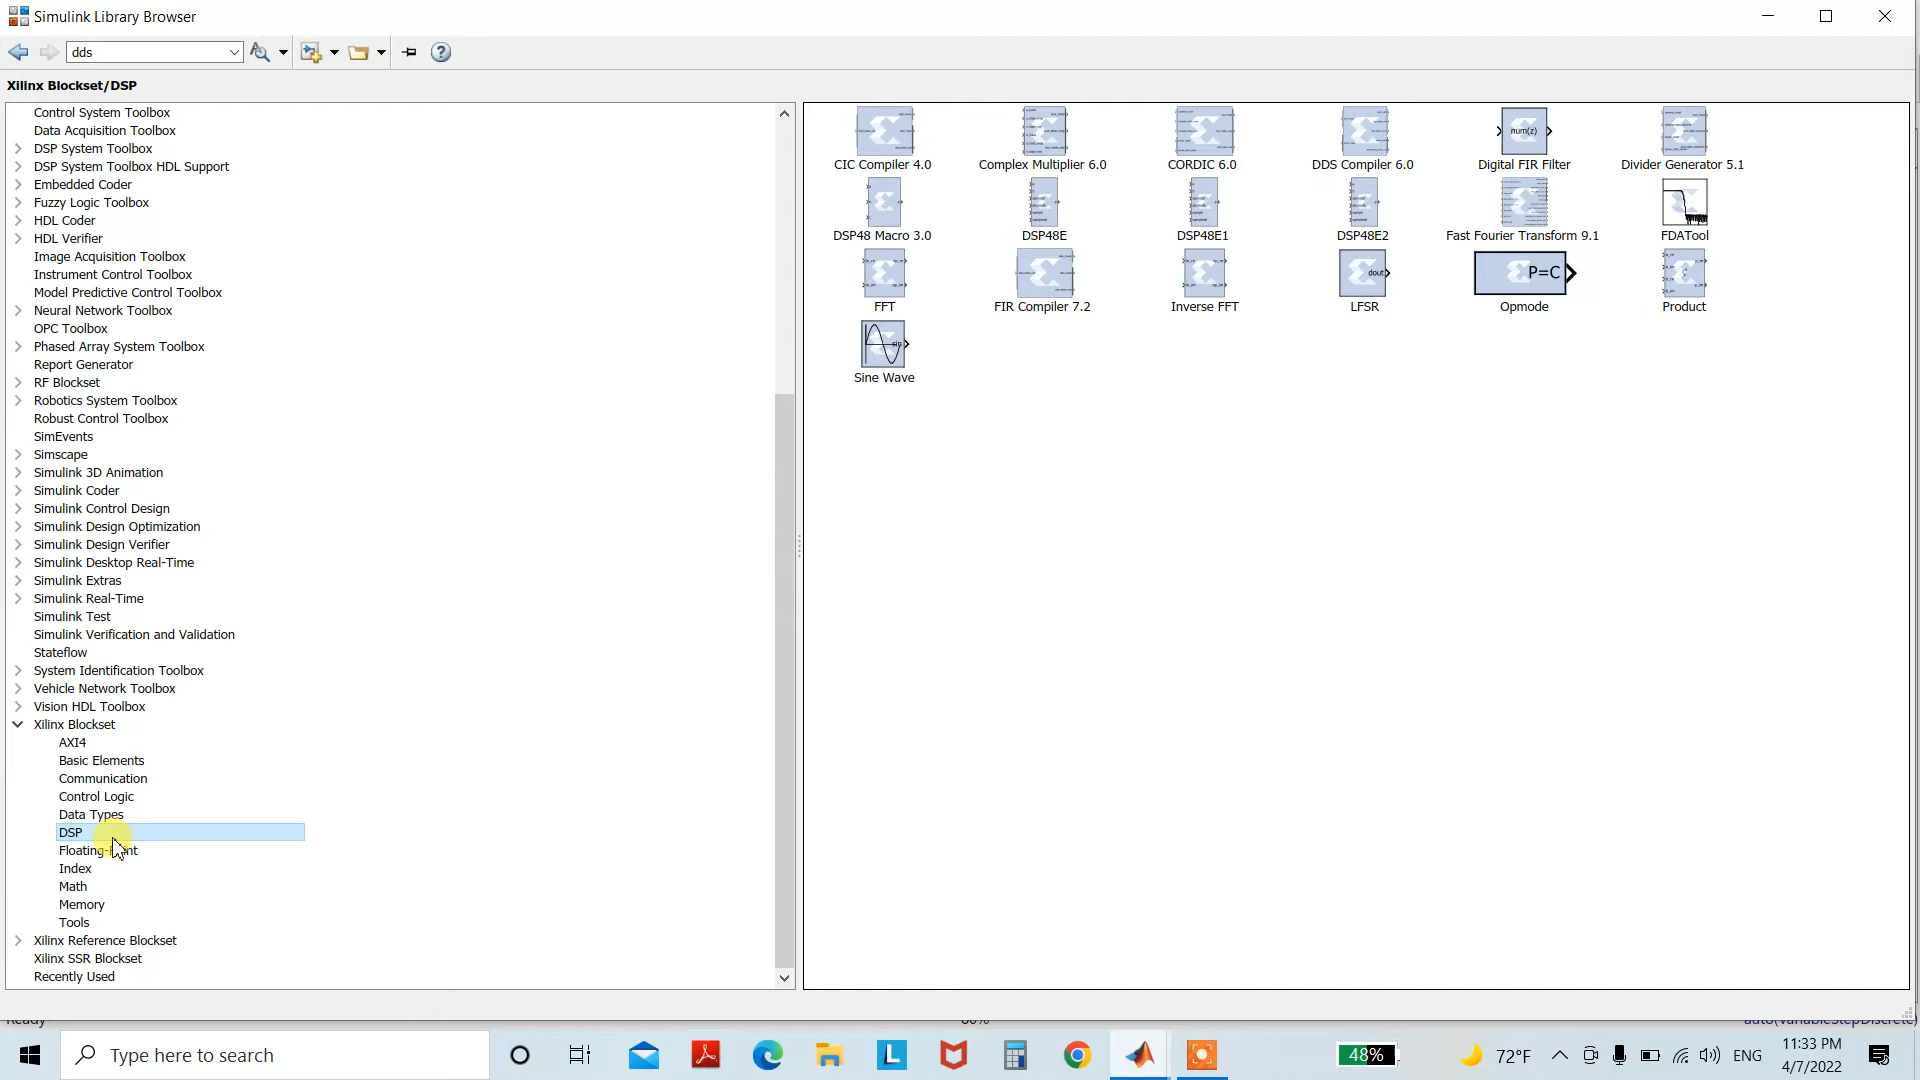 Simulink Library Browser
dds
Xilinx Blockset/DSP
Control System Toolbox
Data Acquisition Toolbox
DSP System Toolbox
DSP System Toolbox HDL Support
Embedded Coder
Fuzzy Logic Toolbox
HDL Coder
HDL Verifier
Image Acquisition Toolbox
Instrument Control Toolbox
Model Predictive Control Toolbox
Neural Network Toolbox
OPC Toolbox
Phased Array System Toolbox
Report Generator
RF Blockset
Robotics System Toolbox
Robust Control Toolbox
SimEvents
Simscape
Simulink 3D Animation
Simulink Coder
Simulink Control Design
Simulink Design Optimization
Simulink Design Verifier
Simulink Desktop Real-Time
Simulink Extras
Simulink Real-Time
Simulink Test
Simulink Verification and Validation
Stateflow
System Identification Toolbox
Vehicle Network Toolbox
Vision HDL Toolbox
Xilinx Blockset
AXI4
Basic Elements
Communication
Control Logic
Data Types
DSP
Index
Math
Memory
Tools
Xilinx Reference Blockset
Xilinx SSR Blockset
Recently Used
num(z)
CIC Compiler 4.0 Complex Multiplier 6.0 CORDIC 6.0 DDS Compiler 6.0 Digital FIR Filter Divider Generator 5.1
DSP48 Macro 3.0 DSP48E DSP48E1 DSP48E2 Fast Fourier Transform 9.1 FDATool
dout P=C
FFT FIR Compiler 7.2 Inverse FFT LFSR Opmode Product
sin
Sine Wave
Type here to search
48%
72°F
ENG
11:33 PM
4/7/2022